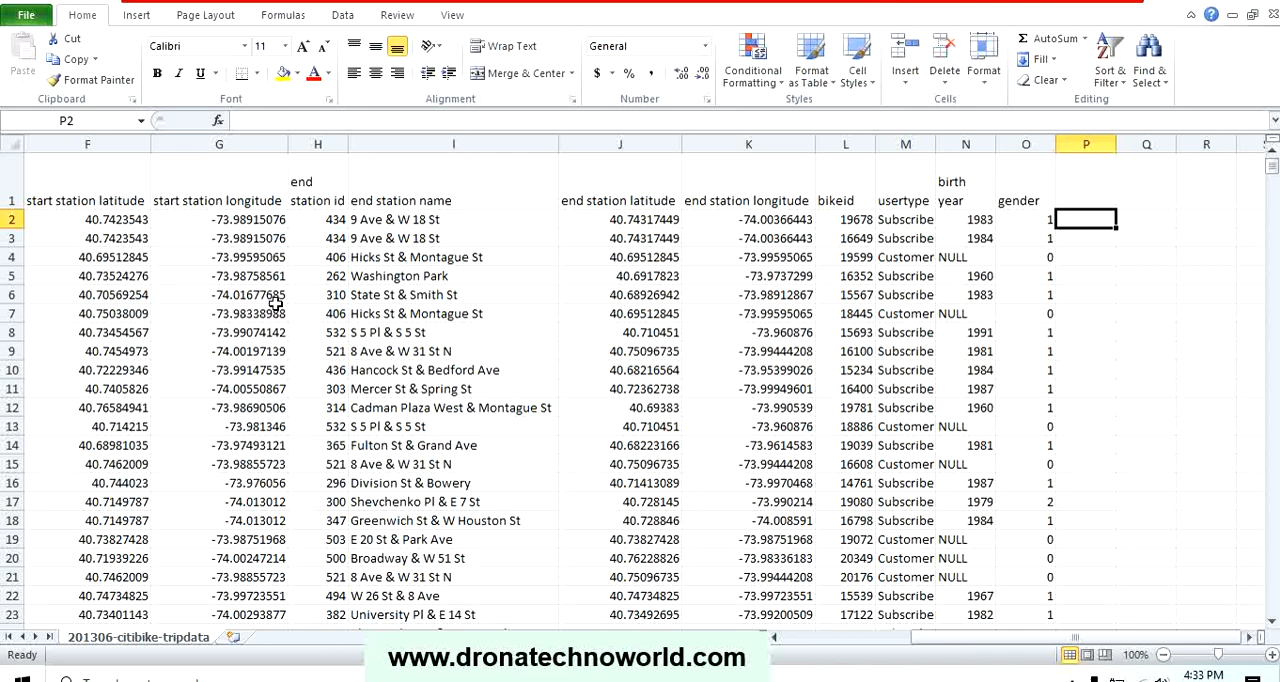 File Home Insert Page Layout Formulas Data Review View
Cut
Copy
Format Painter
Paste
Calibri 11
B I U
Wrap Text
Merge & Center
General
$ % ,
Conditional Formatting
Format as Table
Cell Styles
Insert
Delete
Format
AutoSum
Fill
Clear
Sort & Filter
Find & Select
Clipboard Font Alignment Number Styles Cells Editing
P2 fx
F G H I J K L M N O P Q R
1 start station latitude start station longitude end station id end station name end station latitude end station longitude bikeid usertype birth year gender
2 40.7423543 -73.98915076 434 9 Ave & W 18 St 40.74317449 -74.00366443 19678 Subscribe 1983 1
3 40.7423543 -73.98915076 434 9 Ave & W 18 St 40.74317449 -74.00366443 16649 Subscribe 1984 1
4 40.69512845 -73.99595065 406 Hicks St & Montague St 40.69512845 -73.99595065 19599 Customer NULL 0
5 40.73524276 -73.98758561 262 Washington Park 40.6917823 -73.9737299 16352 Subscribe 1960 1
6 40.70569254 -74.01677685 310 State St & Smith St 40.68926942 -73.98912867 15567 Subscribe 1983 1
7 40.75038009 -73.98338988 406 Hicks St & Montague St 40.69512845 -73.99595065 18445 Customer NULL 0
8 40.73454567 -73.99074142 532 S 5 Pl & S 5 St 40.710451 -73.960876 15693 Subscribe 1991 1
9 40.7454973 -74.00197139 521 8 Ave & W 31 St N 40.75096735 -73.99444208 16100 Subscribe 1981 1
10 40.72229346 -73.99147535 436 Hancock St & Bedford Ave 40.68216564 -73.95399026 15234 Subscribe 1984 1
11 40.7405826 -74.00550867 303 Mercer St & Spring St 40.72362738 -73.99949601 16400 Subscribe 1987 1
12 40.76584941 -73.98690506 314 Cadman Plaza West & Montague St 40.69383 -73.990539 19781 Subscribe 1960 1
13 40.714215 -73.981346 532 S 5 Pl & S 5 St 40.710451 -73.960876 18886 Customer NULL 0
14 40.68981035 -73.97493121 365 Fulton St & Grand Ave 40.68223166 -73.9614583 19039 Subscribe 1981 1
15 40.7462009 -73.98855723 521 8 Ave & W 31 St N 40.75096735 -73.99444208 16608 Customer NULL 0
16 40.744023 -73.976056 296 Division St & Bowery 40.71413089 -73.9970468 14761 Subscribe 1987 1
17 40.7149787 -74.013012 300 Shevchenko Pl & E 7 St 40.728145 -73.990214 19080 Subscribe 1979 2
18 40.7149787 -74.013012 347 Greenwich St & W Houston St 40.728846 -74.008591 16798 Subscribe 1984 1
19 40.73827428 -73.98751968 503 E 20 St & Park Ave 40.73827428 -73.98751968 19072 Customer NULL 0
20 40.71939226 -74.00247214 500 Broadway & W 51 St 40.76228826 -73.98336183 20349 Customer NULL 0
21 40.7462009 -73.98855723 521 8 Ave & W 31 St N 40.75096735 -73.99444208 20176 Customer NULL 0
22 40.74734825 -73.99723551 494 W 26 St & 8 Ave 40.74734825 -73.99723551 15539 Subscribe 1967 1
23 40.73401143 -74.00293877 382 University Pl & E 14 St 40.73492695 -73.99200509 17122 Subscribe 1982 1
201306-citibike-tripdata
Ready 100%
www.dronatechnoworld.com
4:33 PM